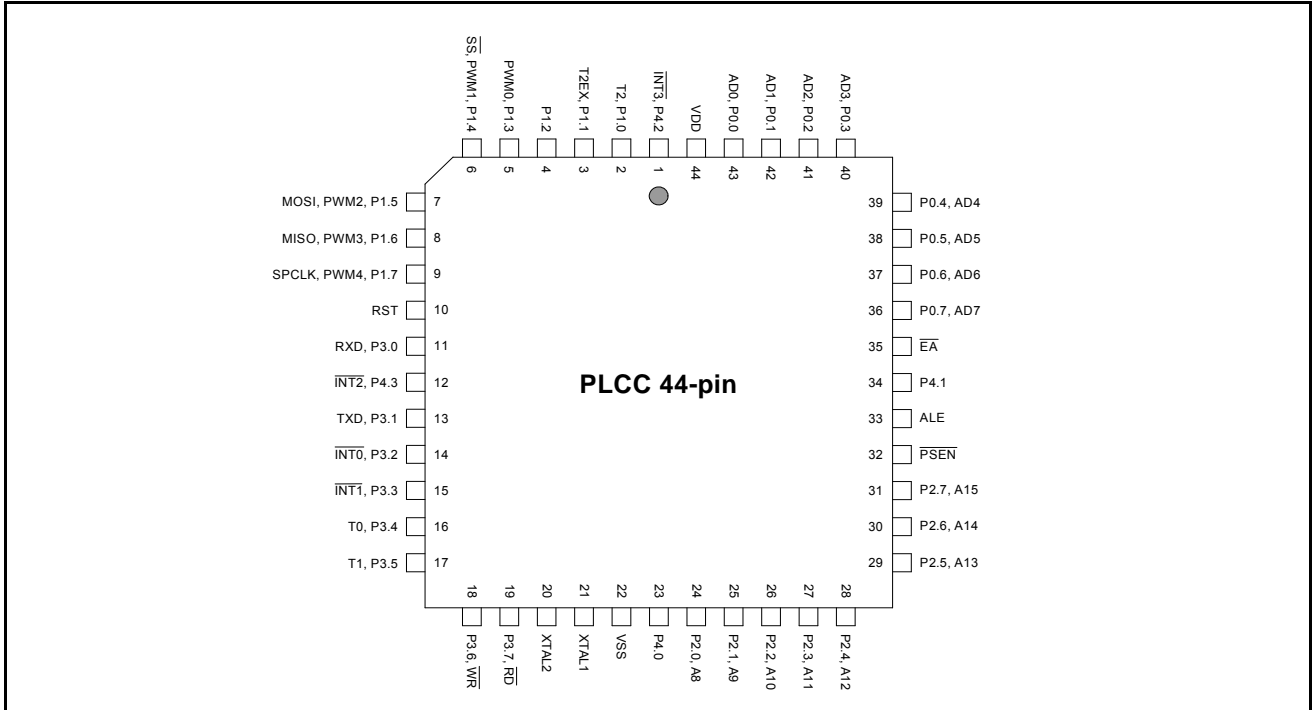 SS, PWM1, P1.4
PWM0, P1.3
P1.2
T2EX, P1.1
T2, P1.0
INT3, P4.2
VDD
AD0, P0.0
AD1, P0.1
AD2, P0.2
AD3, P0.3
6
5
4
3
2
1
44
43
42
41
40
MOSI, PWM2, P1.5 7
MISO, PWM3, P1.6 8
SPCLK, PWM4, P1.7 9
RST 10
RXD, P3.0 11
INT2, P4.3 12
TXD, P3.1 13
INT0, P3.2 14
INT1, P3.3 15
T0, P3.4 16
T1, P3.5 17
PLCC 44-pin
39 P0.4, AD4
38 P0.5, AD5
37 P0.6, AD6
36 P0.7, AD7
35 EA
34 P4.1
33 ALE
32 PSEN
31 P2.7, A15
30 P2.6, A14
29 P2.5, A13
18
19
20
21
22
23
24
25
26
27
28
P3.6, WR
P3.7, RD
XTAL2
XTAL1
VSS
P4.0
P2.0, A8
P2.1, A9
P2.2, A10
P2.3, A11
P2.4, A12